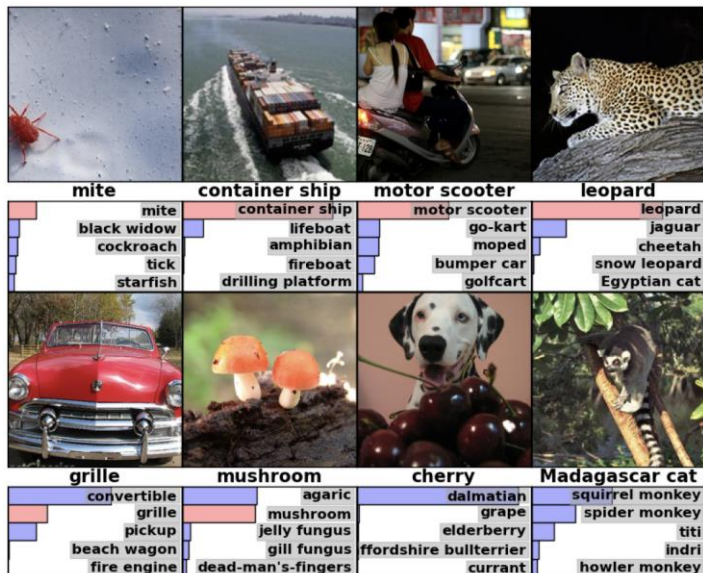 mite
container ship
motor scooter
leopard
mite
black widow
cockroach
tick
starfish
container ship
lifeboat
amphibian
fireboat
drilling platform
motor scooter
go-kart
moped
bumper car
golfcart
leopard
jaguar
cheetah
snow leopard
Egyptian cat
grille
mushroom
cherry
Madagascar cat
convertible
grille
pickup
beach wagon
fire engine
agaric
mushroom
jelly fungus
gill fungus
dead-man's-fingers
dalmatian
grape
elderberry
ffordshire bullterrier
currant
squirrel monkey
spider monkey
titi
indri
howler monkey